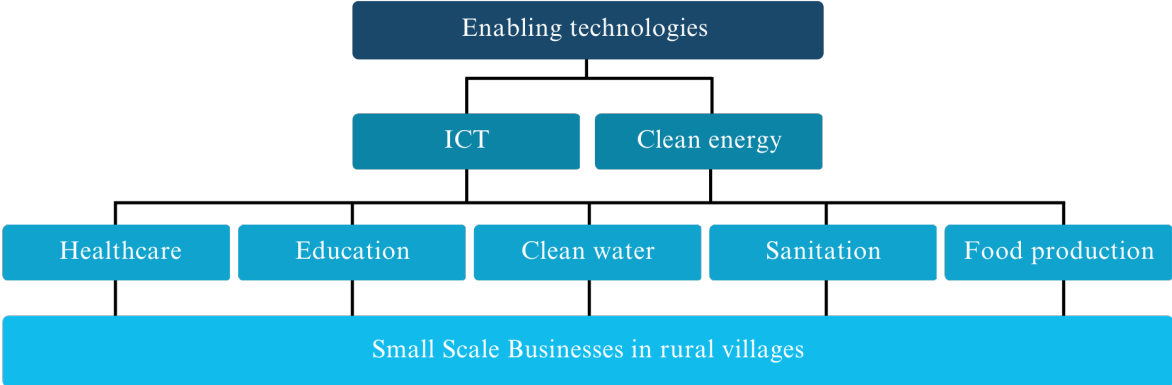 Enabling technologies
ICT
Clean energy
Healthcare
Education
Clean water
Sanitation
Food production
Small Scale Businesses in rural villages